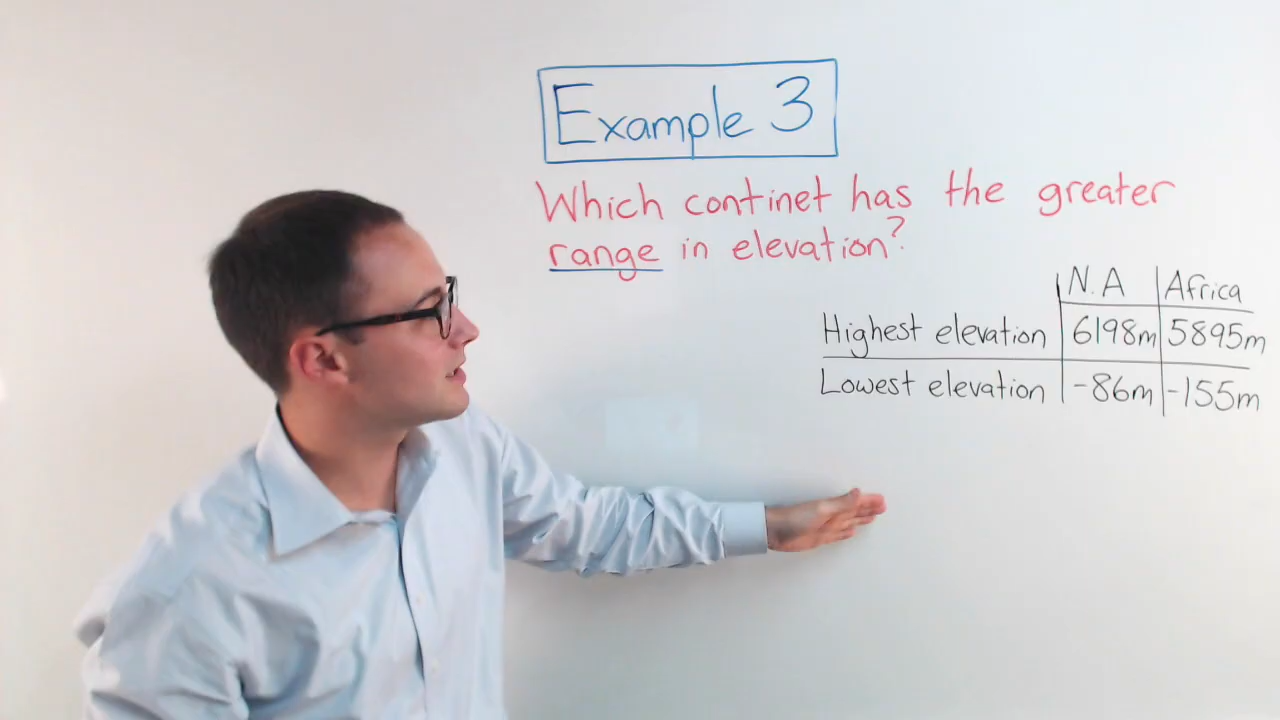 Example 3
Which continet has the greater
range in elevation?
N.A Africa
Highest elevation 6198m 5895m
Lowest elevation -86m -155m